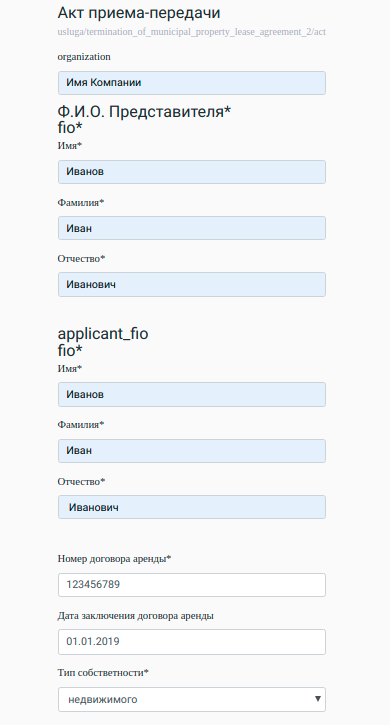 Акт приема-передачи
usluga/termination_of_municipal_property_lease_agreement_2/act
organization
Имя Компании
Ф.И.О. Представителя*
fio*
Имя*
Иванов
Фамилия*
Иван
Отчество*
Иванович
applicant_fio
fio*
Имя*
Иванов
Фамилия*
Иван
Отчество*
Иванович
Номер договора аренды*
123456789
Дата заключения договора аренды
01.01.2019
Тип собстветности*
недвижимого